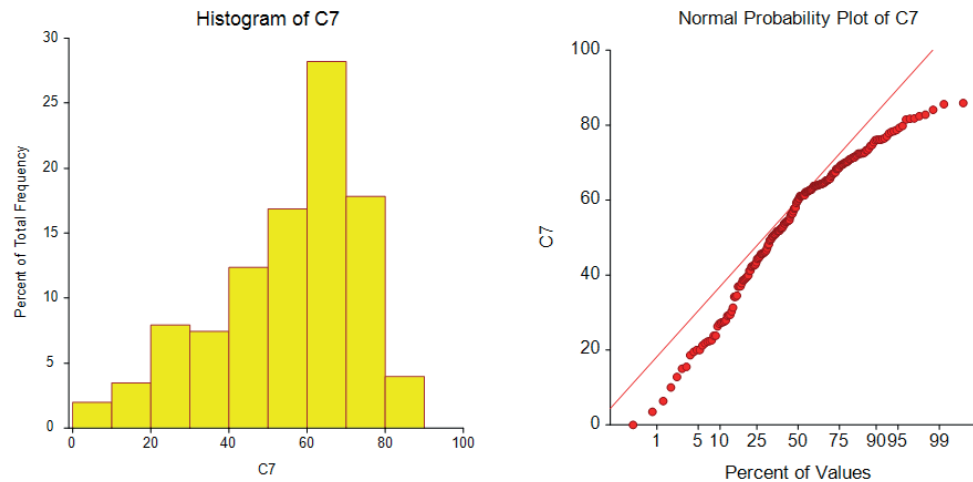 Histogram of C7
Percent of Total Frequency
30
25
20
15
10
5
0
0 20 40 60 80 100
C7
Normal Probability Plot of C7
C7
100
80
60
40
20
0
1 5 10 25 50 75 90 95 99
Percent of Values